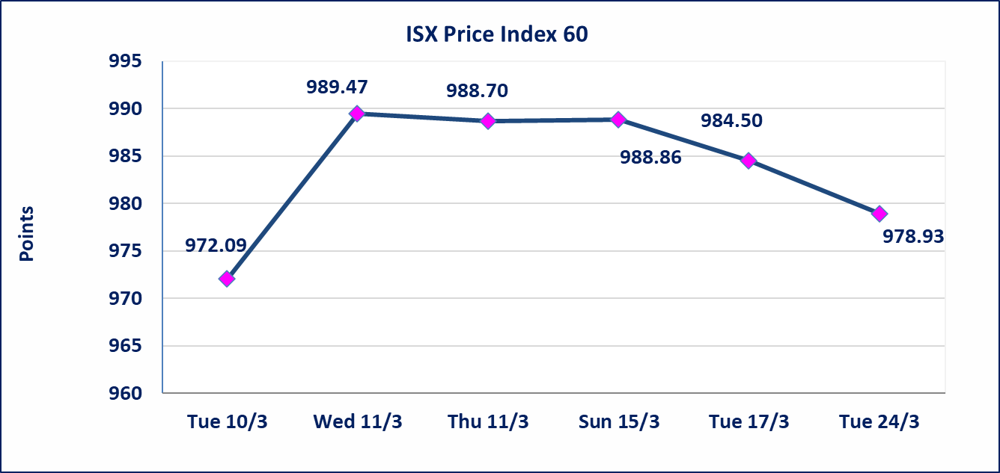 ISX Price Index 60
Points
995
990
985
980
975
970
965
960
972.09
989.47
988.70
988.86
984.50
978.93
Tue 10/3
Wed 11/3
Thu 11/3
Sun 15/3
Tue 17/3
Tue 24/3